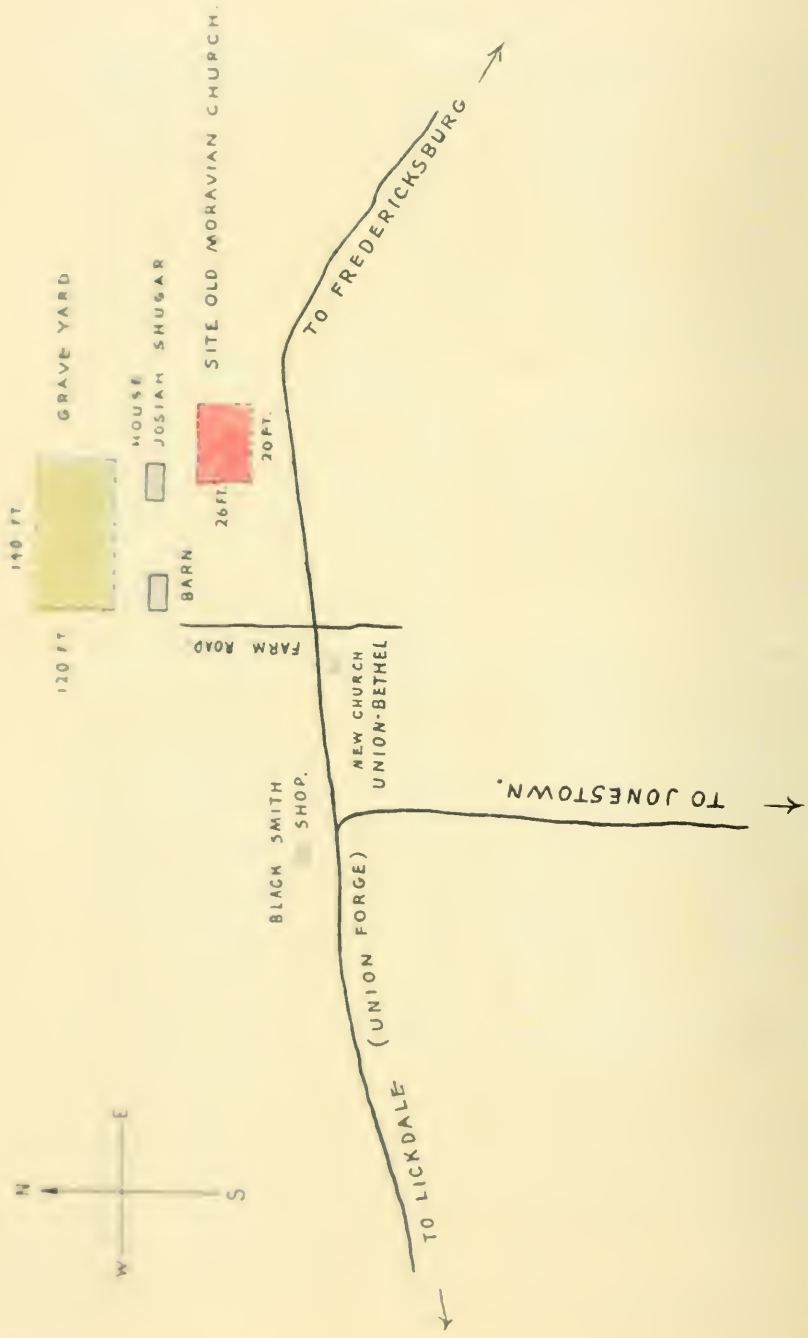 140 FT
120 FT
GRAVE YARD
HOUSE
JOSIAH SHUGAR
BARN
SITE OLD MORAVIAN CHURCH.
26 FT.
20 FT.
FARM ROAD
N
W
E
S
BLACK SMITH
SHOP.
NEW CHURCH
UNION-BETHEL
TO FREDERICKSBURG
TO LICKDALE (UNION FORGE)
TO JONESTOWN.